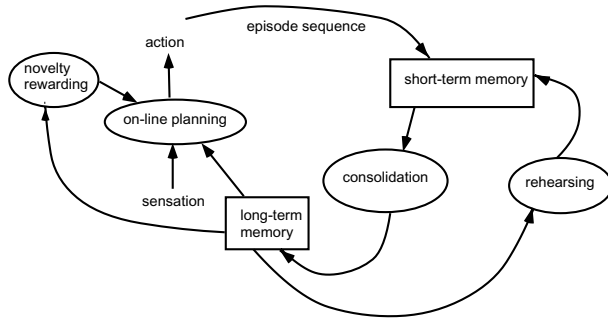 episode sequence
action
novelty
rewarding
short-term memory
on-line planning
consolidation
rehearsing
sensation
long-term
memory